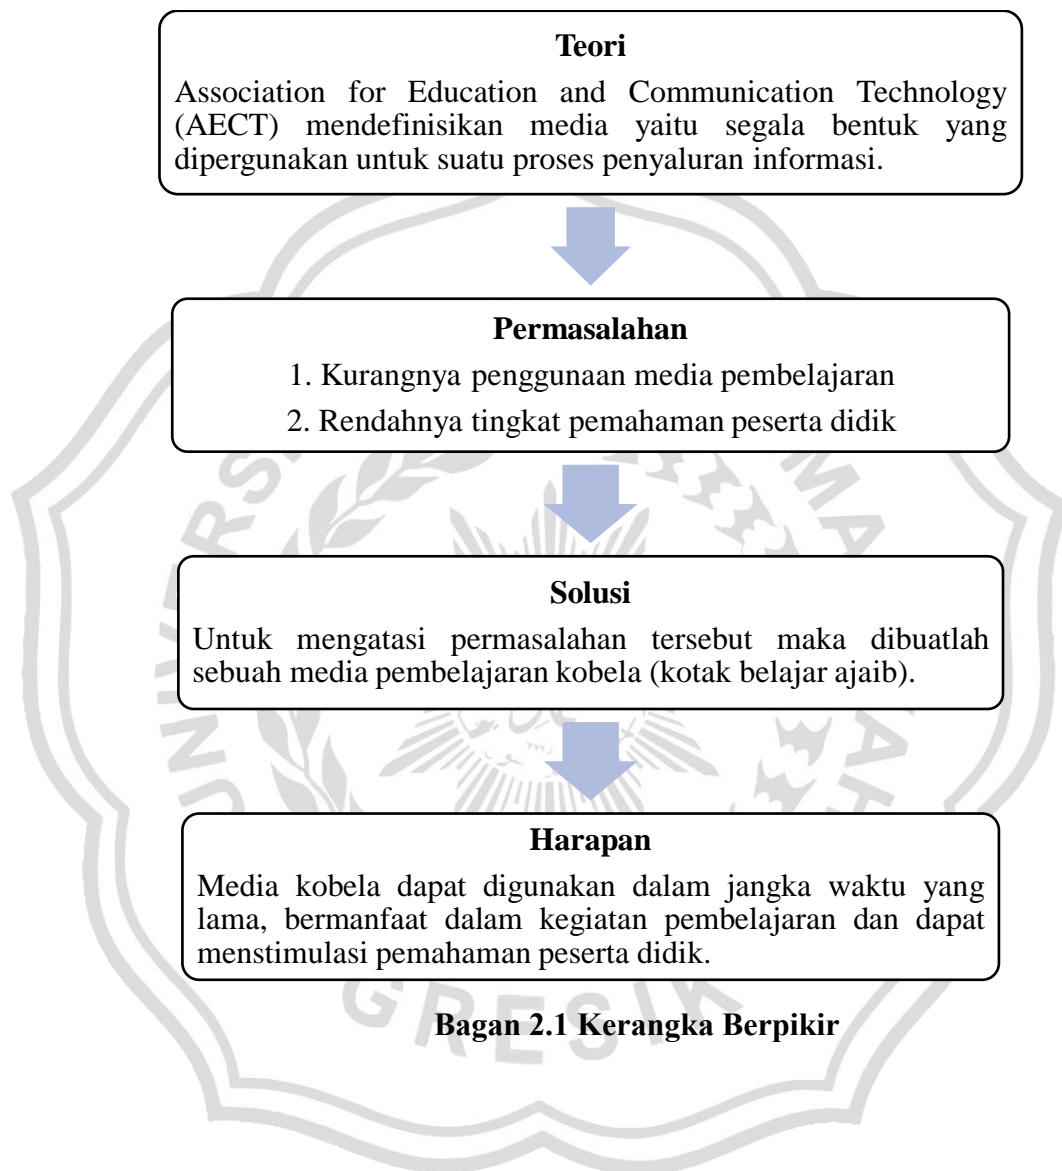 Teori
Association for Education and Communication Technology
(AECT) mendefinisikan media yaitu segala bentuk yang
dipergunakan untuk suatu proses penyaluran informasi.
Permasalahan
1. Kurangnya penggunaan media pembelajaran
2. Rendahnya tingkat pemahaman peserta didik
Solusi
Untuk mengatasi permasalahan tersebut maka dibuatlah
sebuah media pembelajaran kobela (kotak belajar ajaib).
Harapan
Media kobela dapat digunakan dalam jangka waktu yang
lama, bermanfaat dalam kegiatan pembelajaran dan dapat
menstimulasi pemahaman peserta didik.
GRESIK
Bagan 2.1 Kerangka Berpikir